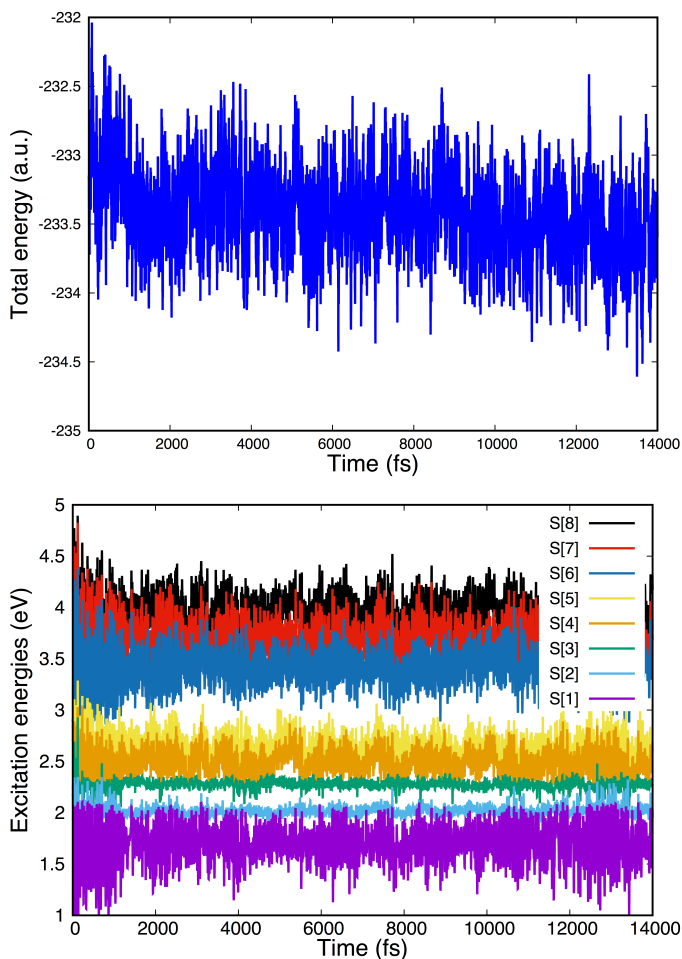 -232
-232.5
-233
-233.5
-234
-234.5
-235
Total energy (a.u.)
0 2000 4000 6000 8000 10000 12000 14000
Time (fs)
5
4.5
4
3.5
3
2.5
2
1.5
1
Excitation energies (eV)
S[8]
S[7]
S[6]
S[5]
S[4]
S[3]
S[2]
S[1]
0 2000 4000 6000 8000 10000 12000 14000
Time (fs)